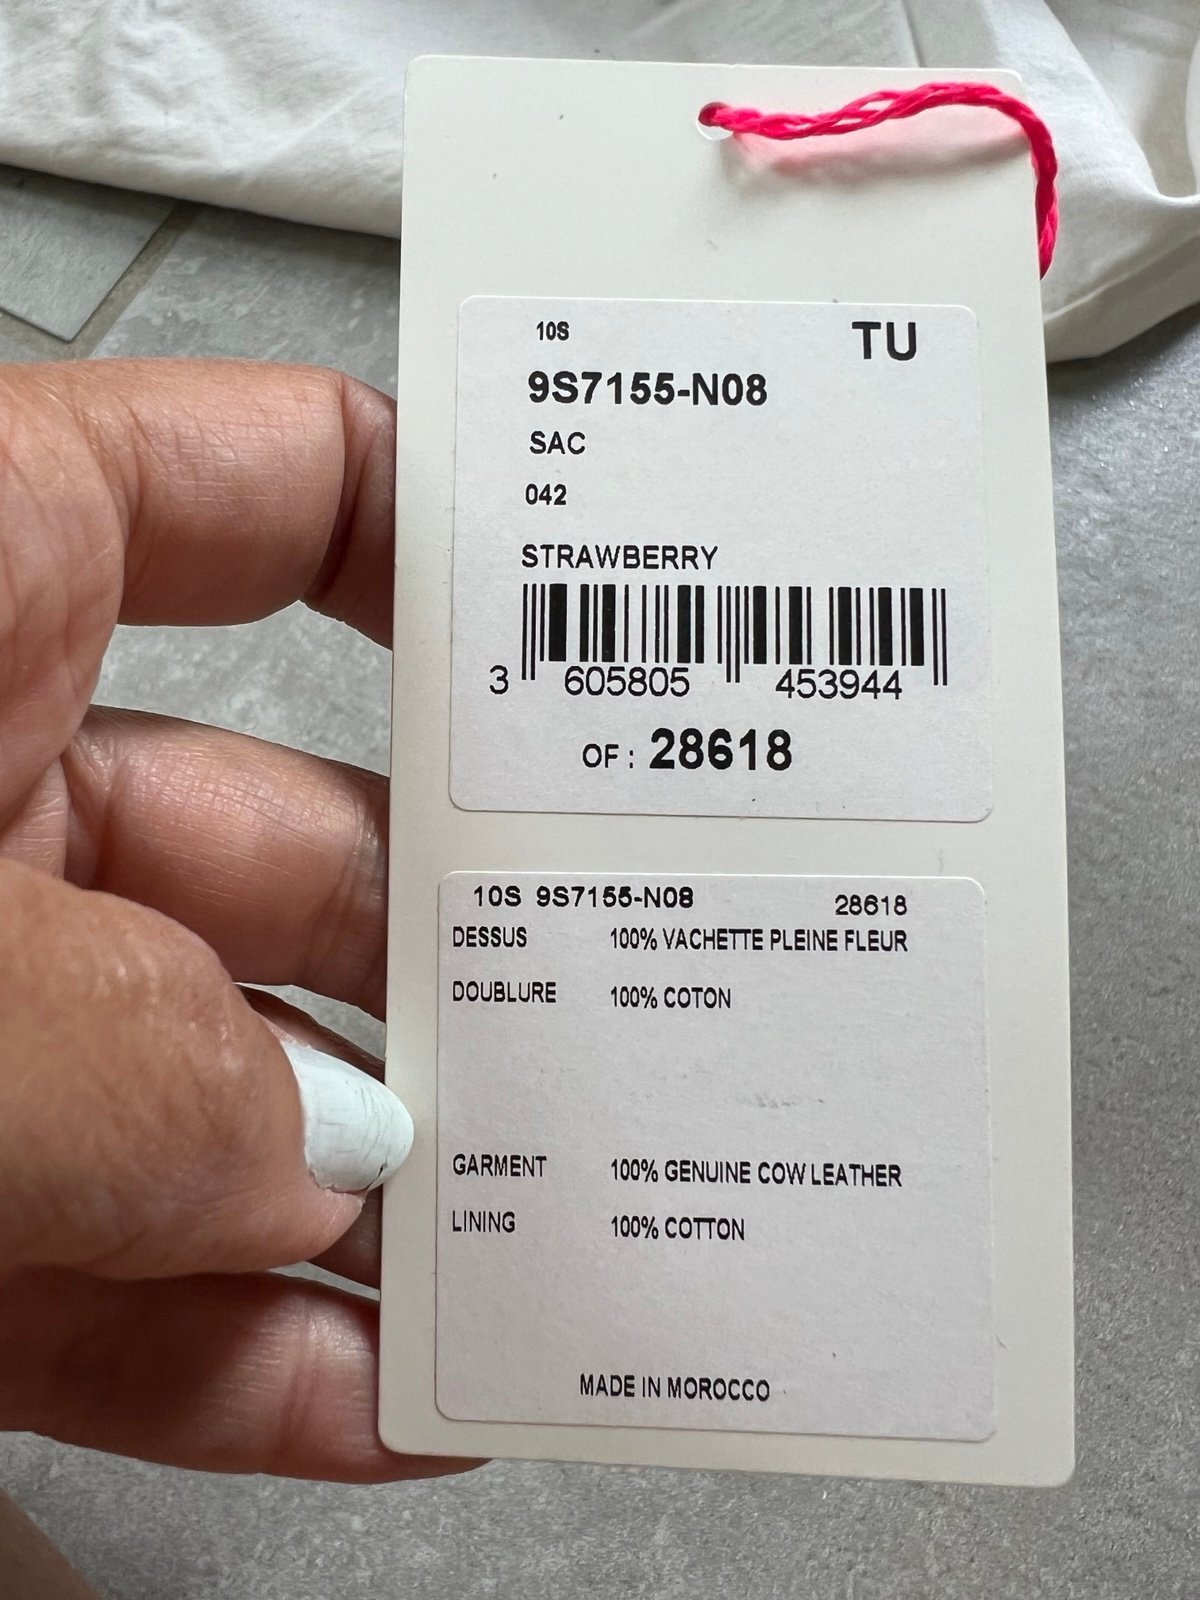 10S TU
9S7155-N08
SAC
042
STRAWBERRY
3 605805 453944
OF : 28618
10S 9S7155-N08 28618
DESSUS 100% VACHETTE PLEINE FLEUR
DOUBLURE 100% COTON
GARMENT 100% GENUINE COW LEATHER
LINING 100% COTTON
MADE IN MOROCCO